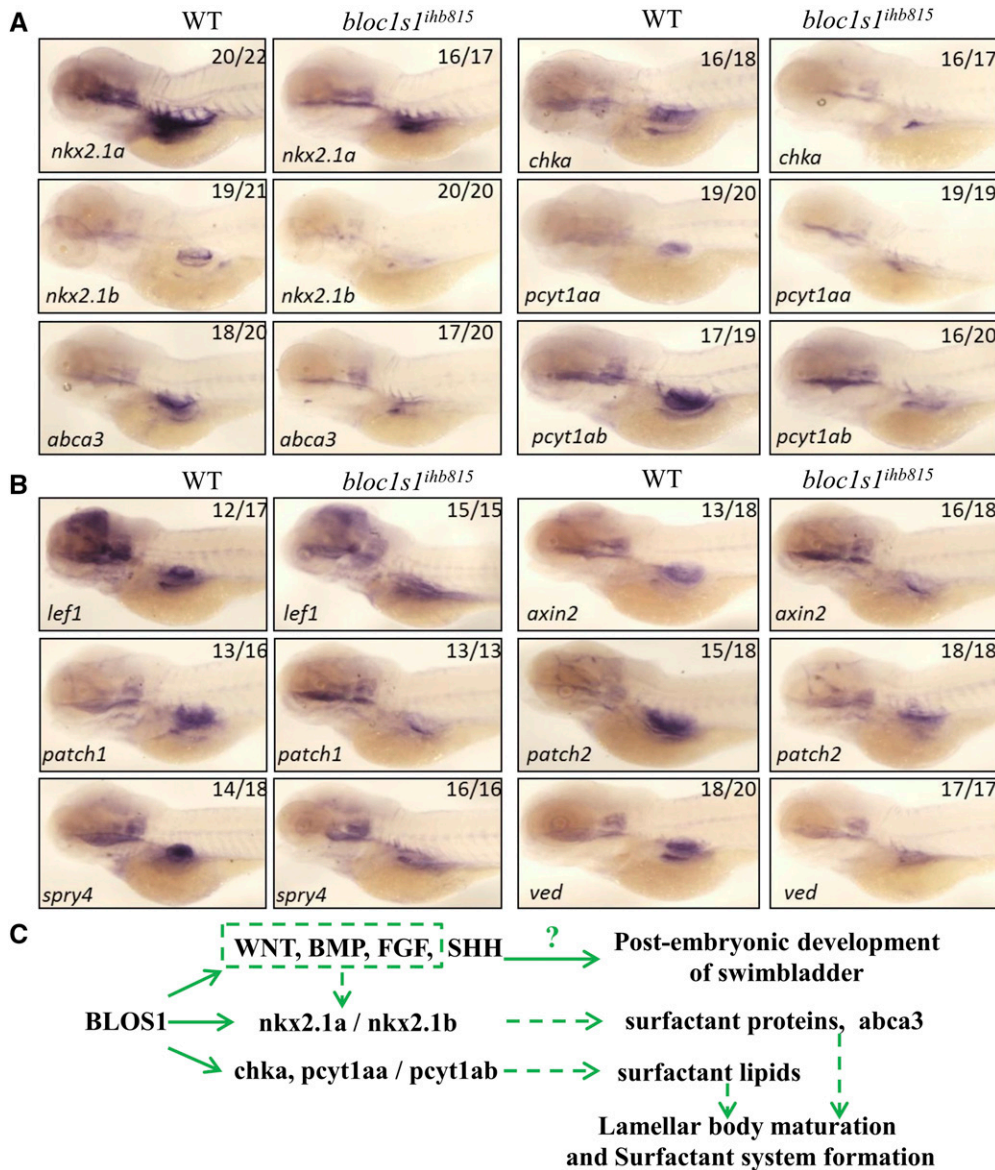 A
WT
bloc1s1ihb815
WT
bloc1s1ihb815
20/22
nkx2.1a
16/17
nkx2.1a
16/18
chka
16/17
chka
19/21
nkx2.1b
20/20
nkx2.1b
19/20
pcyt1aa
19/19
pcyt1aa
18/20
abca3
17/20
abca3
17/19
pcyt1ab
16/20
pcyt1ab
B
WT
bloc1s1ihb815
WT
bloc1s1ihb815
12/17
lef1
15/15
lef1
13/18
axin2
16/18
axin2
13/16
patch1
13/13
patch1
15/18
patch2
18/18
patch2
14/18
spry4
16/16
spry4
18/20
ved
17/17
ved
C
WNT, BMP, FGF, SHH
?
Post-embryonic development
of swimbladder
BLOS1
nkx2.1a / nkx2.1b
surfactant proteins, abca3
chka, pcyt1aa / pcyt1ab
surfactant lipids
Lamellar body maturation
and Surfactant system formation